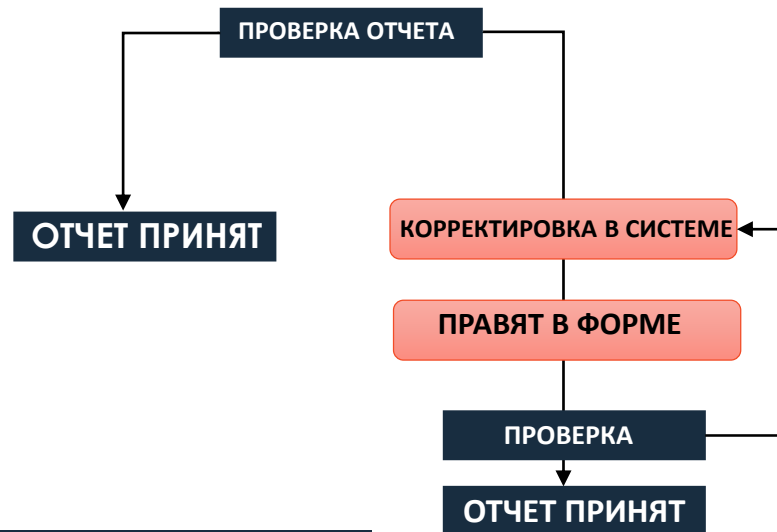 ПРОВЕРКА ОТЧЕТА
ОТЧЕТ ПРИНЯТ
КОРРЕКТИРОВКА В СИСТЕМЕ
ПРАВЯТ В ФОРМЕ
ПРОВЕРКА
ОТЧЕТ ПРИНЯТ